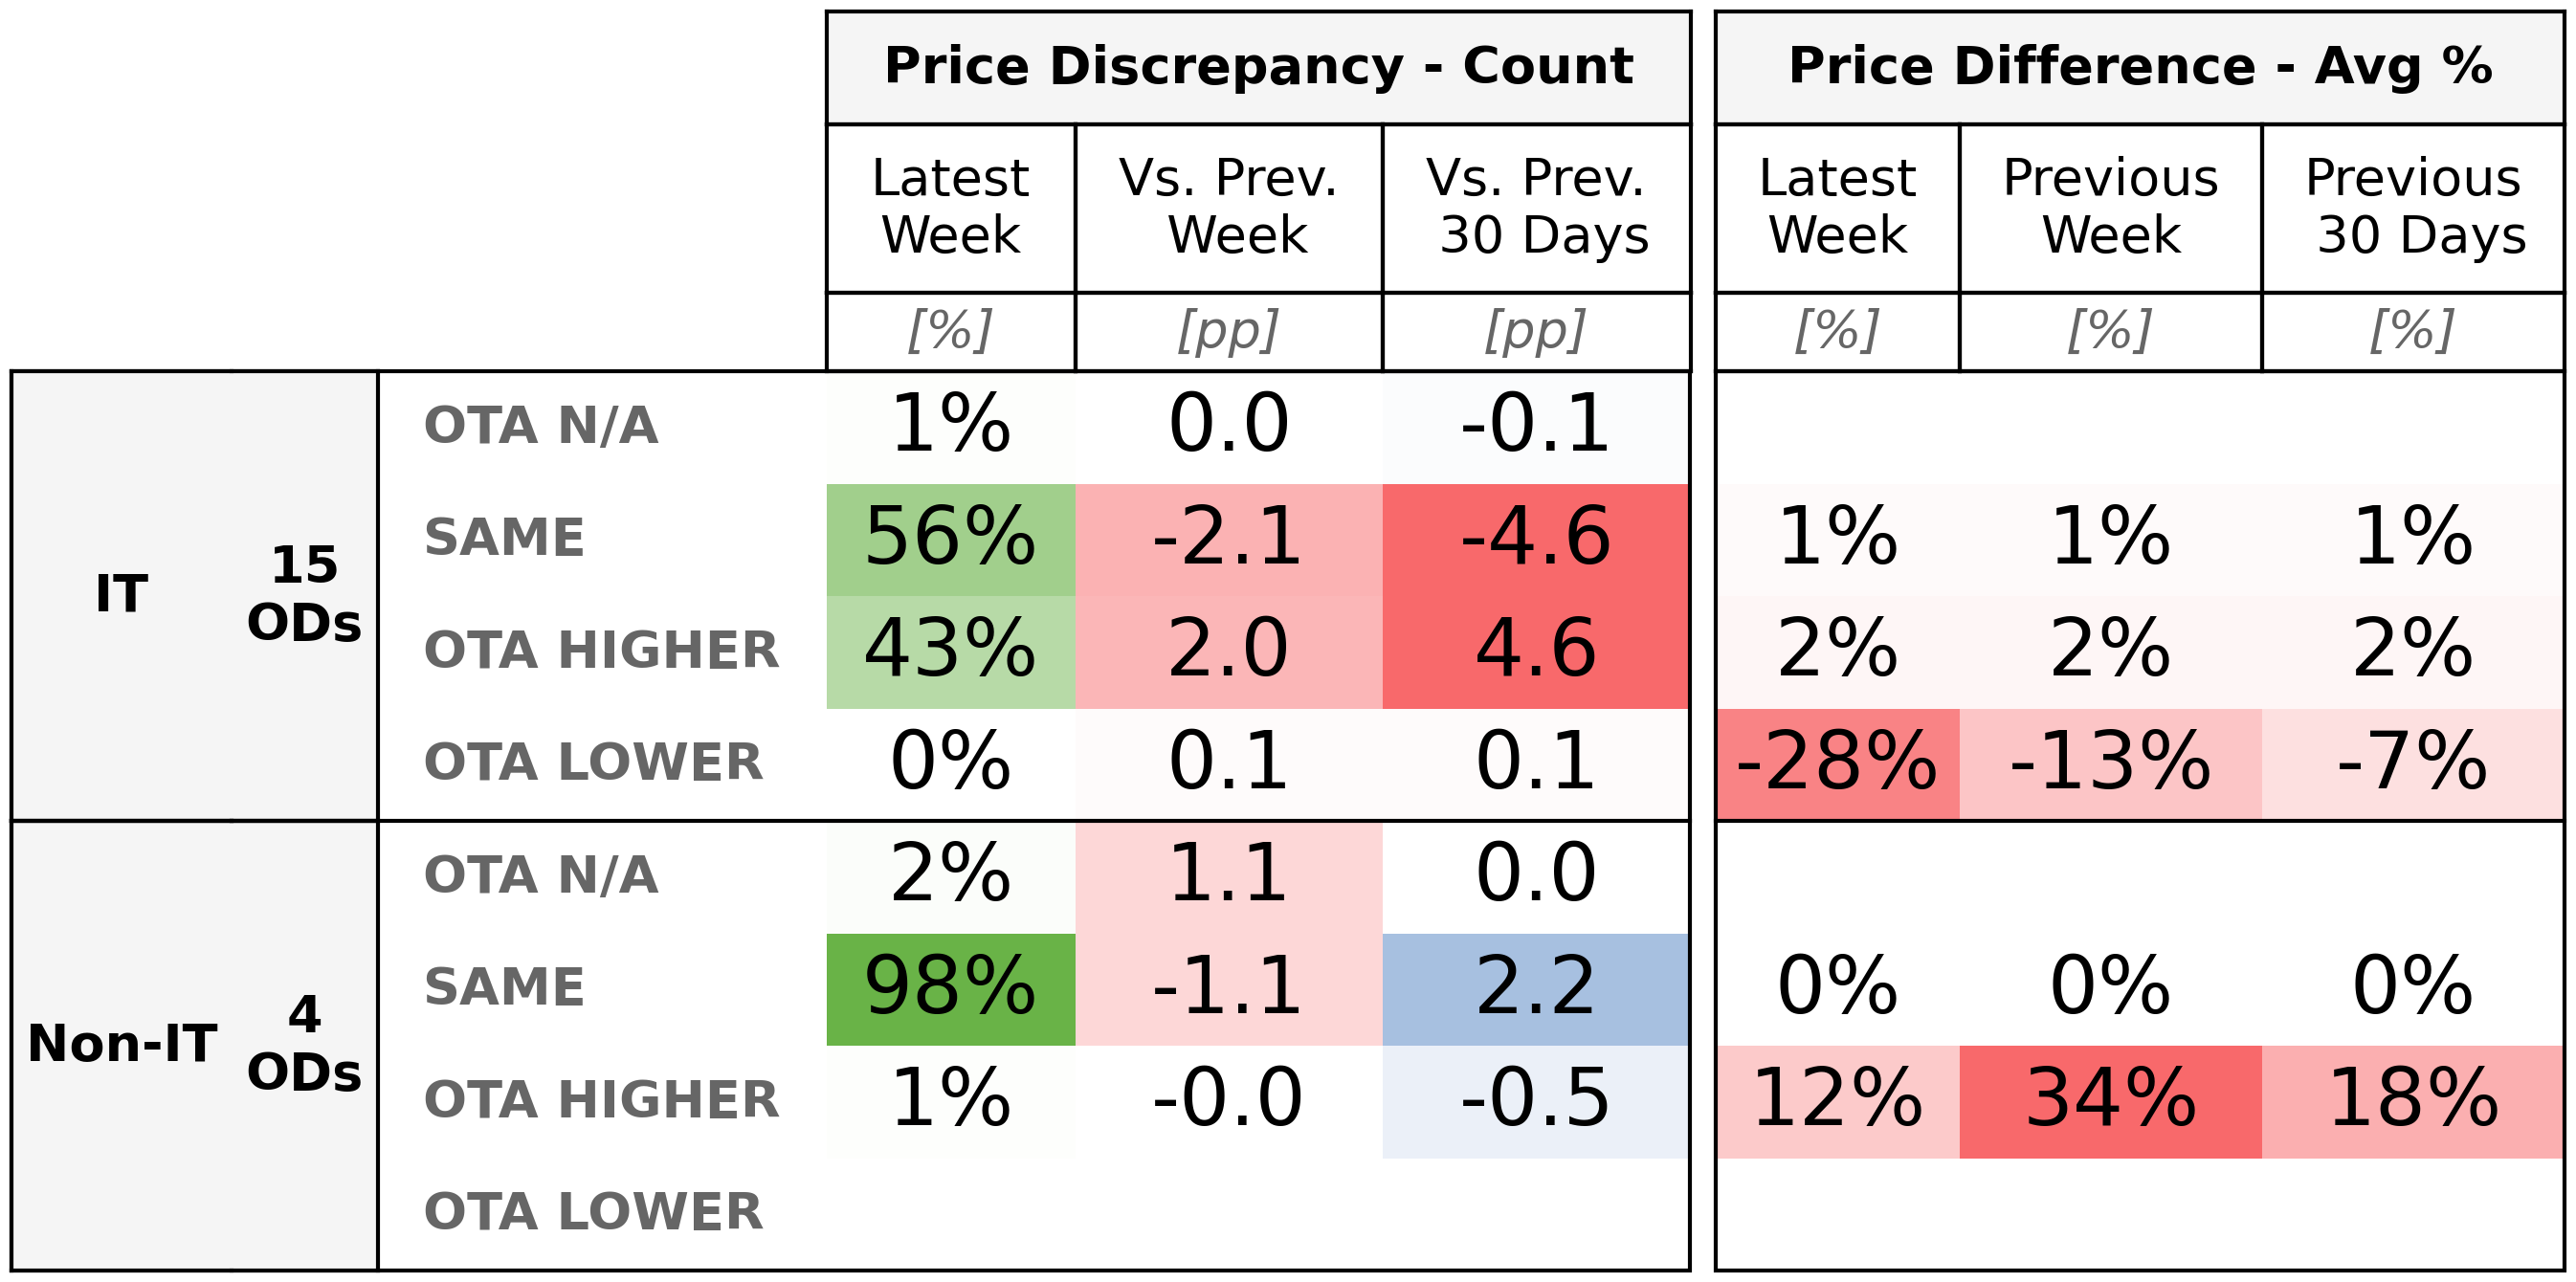 Price Discrepancy - Count Price Difference - Avg %
Latest Week Vs. Prev. Week Vs. Prev. 30 Days Latest Week Previous Week Previous 30 Days
[%] [pp] [pp] [%] [%] [%]
IT 15 ODs
OTA N/A 1% 0.0 -0.1
SAME 56% -2.1 -4.6 1% 1% 1%
OTA HIGHER 43% 2.0 4.6 2% 2% 2%
OTA LOWER 0% 0.1 0.1 -28% -13% -7%
Non-IT 4 ODs
OTA N/A 2% 1.1 0.0
SAME 98% -1.1 2.2 0% 0% 0%
OTA HIGHER 1% -0.0 -0.5 12% 34% 18%
OTA LOWER